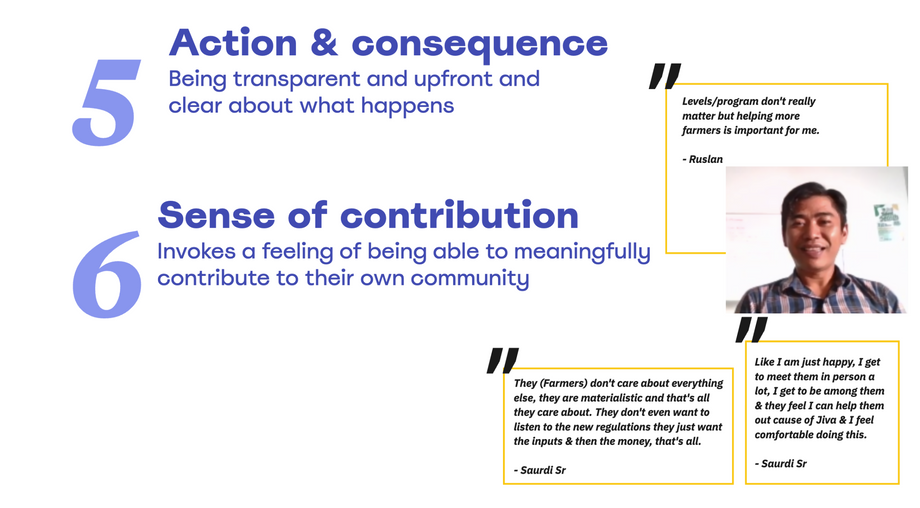 5
Action & consequence
Being transparent and upfront and
clear about what happens
6
Sense of contribution
Invokes a feeling of being able to meaningfully
contribute to their own community
"
Levels/program don't really
matter but helping more
farmers is important for me.
- Ruslan
"
They (Farmers) don't care about everything
else, they are materialistic and that's all
they care about. They don't even want to
listen to the new regulations they just want
the inputs & then the money, that's all.
- Saurdi Sr
"
Like I am just happy, I get
to meet them in person a
lot, I get to be among them
& they feel I can help them
out cause of Jiva & I feel
comfortable doing this.
- Saurdi Sr